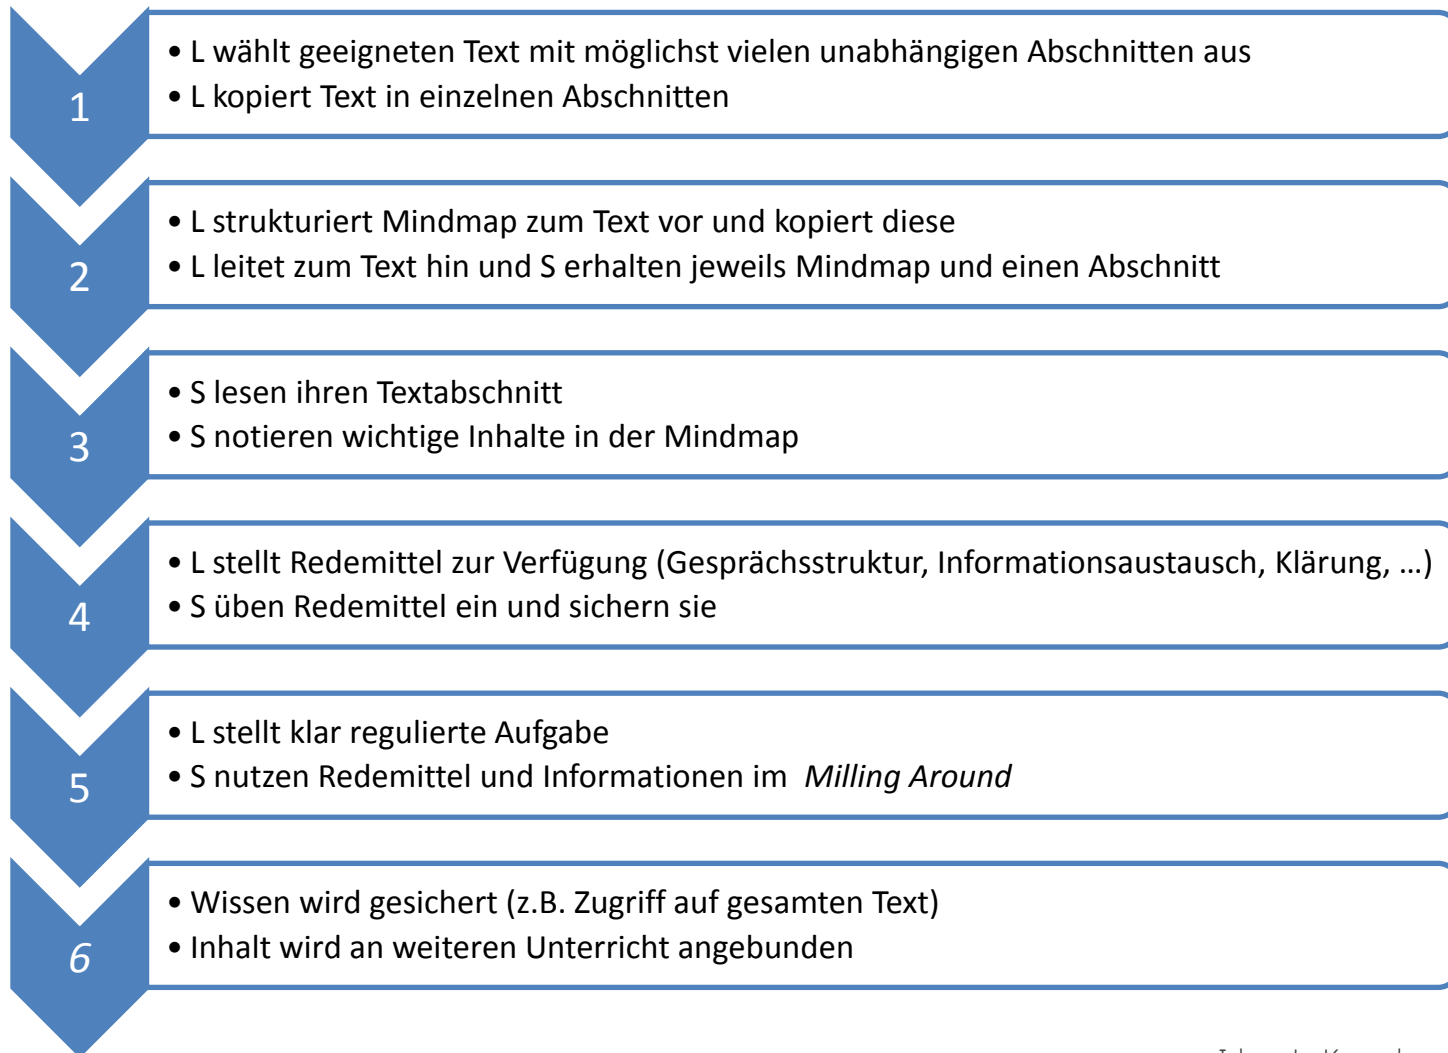 1
• L wählt geeigneten Text mit möglichst vielen unabhängigen Abschnitten aus
• L kopiert Text in einzelnen Abschnitten
2
• L strukturiert Mindmap zum Text vor und kopiert diese
• L leitet zum Text hin und S erhalten jeweils Mindmap und einen Abschnitt
3
• S lesen ihren Textabschnitt
• S notieren wichtige Inhalte in der Mindmap
4
• L stellt Redemittel zur Verfügung (Gesprächsstruktur, Informationsaustausch, Klärung, …)
• S üben Redemittel ein und sichern sie
5
• L stellt klar regulierte Aufgabe
• S nutzen Redemittel und Informationen im Milling Around
6
• Wissen wird gesichert (z.B. Zugriff auf gesamten Text)
• Inhalt wird an weiteren Unterricht angebunden